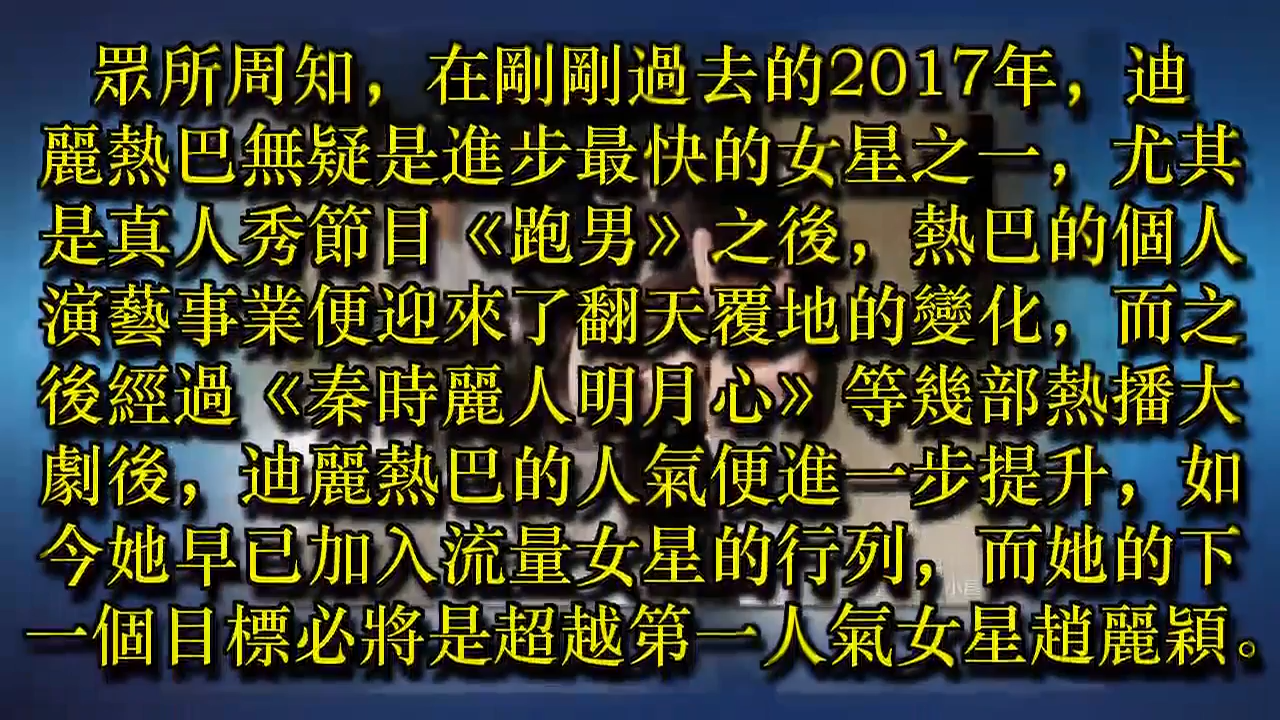 眾所周知，在剛剛過去的2017年，迪
麗熱巴無疑是進步最快的女星之一，尤其
是真人秀節目《跑男》之後，熱巴的個人
演藝事業便迎來了翻天覆地的變化，而之
後經過《秦時麗人明月心》等幾部熱播大
劇後，迪麗熱巴的人氣便進一步提升，如
今她早已加入流量女星的行列，而她的下
一個目標必將是超越第一人氣女星趙麗穎。